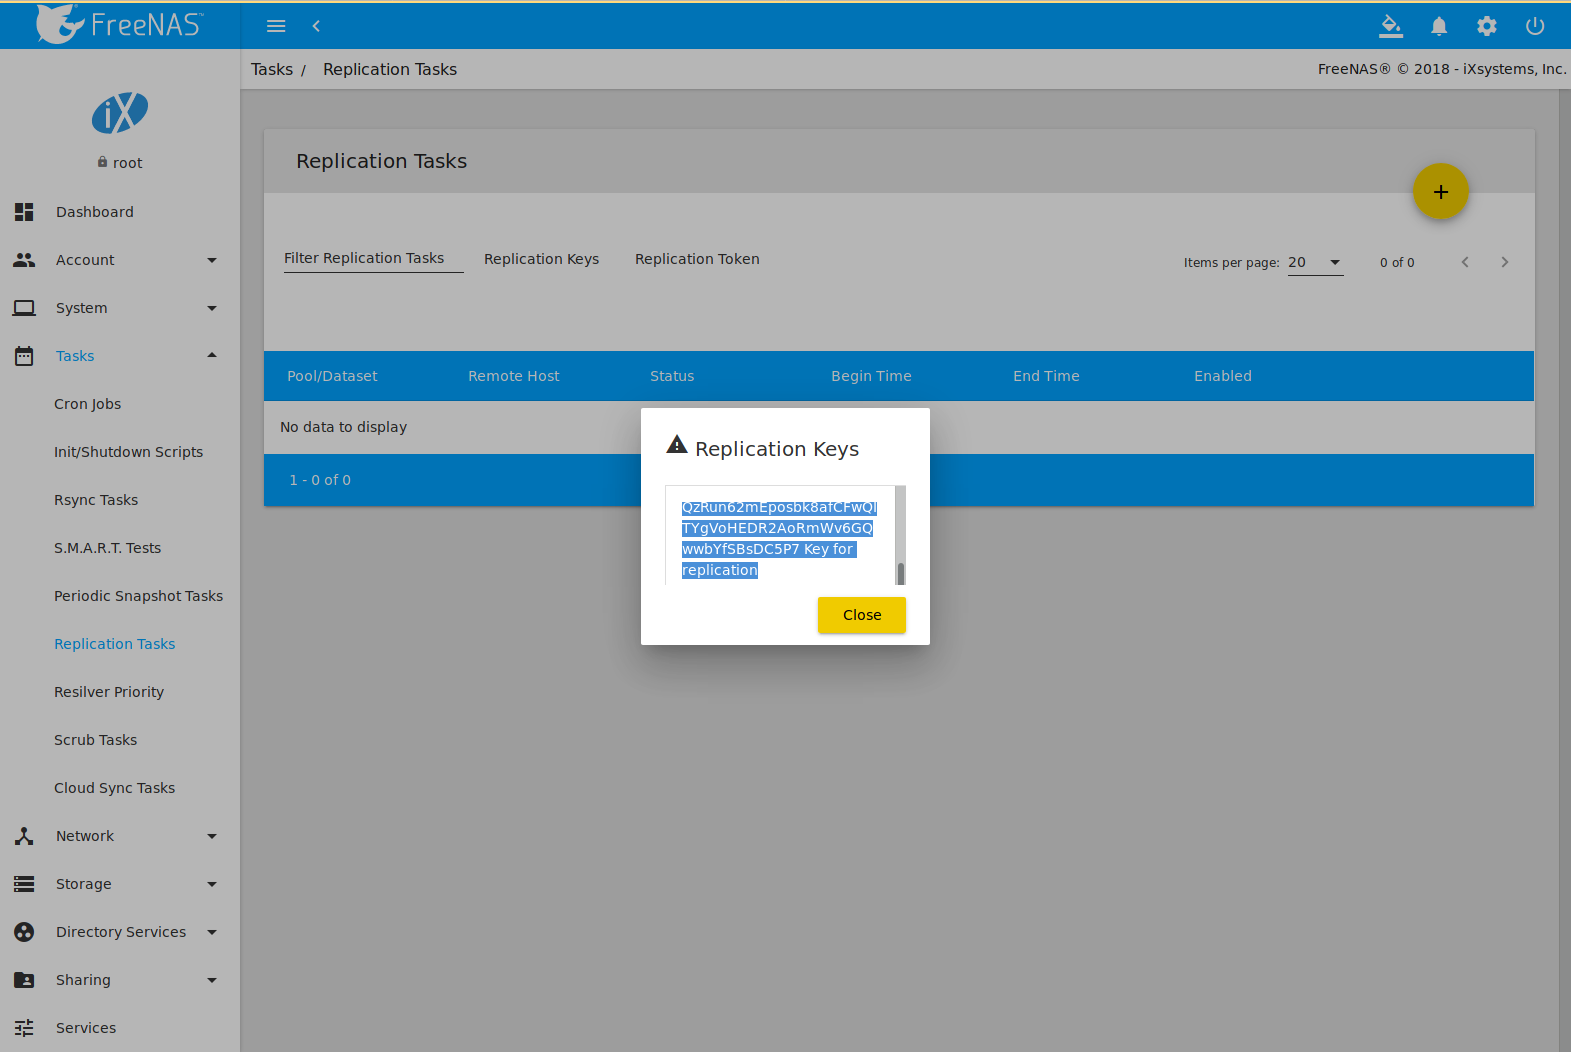 FreeNAS
Tasks / Replication Tasks
FreeNAS® © 2018 - iXsystems, Inc.
iX
root
Dashboard
Account
System
Tasks
Cron Jobs
Init/Shutdown Scripts
Rsync Tasks
S.M.A.R.T. Tests
Periodic Snapshot Tasks
Replication Tasks
Resilver Priority
Scrub Tasks
Cloud Sync Tasks
Network
Storage
Directory Services
Sharing
Services
Replication Tasks
+
Filter Replication Tasks Replication Keys Replication Token
Items per page: 20 0 of 0
Pool/Dataset Remote Host Status Begin Time End Time Enabled
No data to display
1 - 0 of 0
Replication Keys
TYgVoHEDR2AoRmWv6GQ
wwbYfSBsDC5P7 Key for
replication
Close